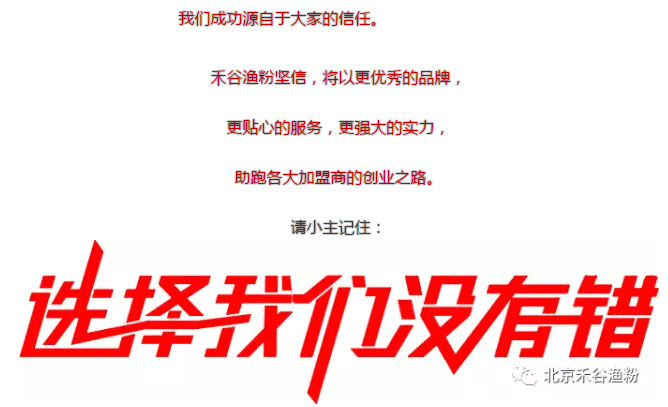 我们成功源自于大家的信任。
禾谷渔粉坚信，将以更优秀的品牌，
更贴心的服务，更强大的实力，
助跑各大加盟商的创业之路。
请小主记住：
选择我们没有错
北京禾谷渔粉